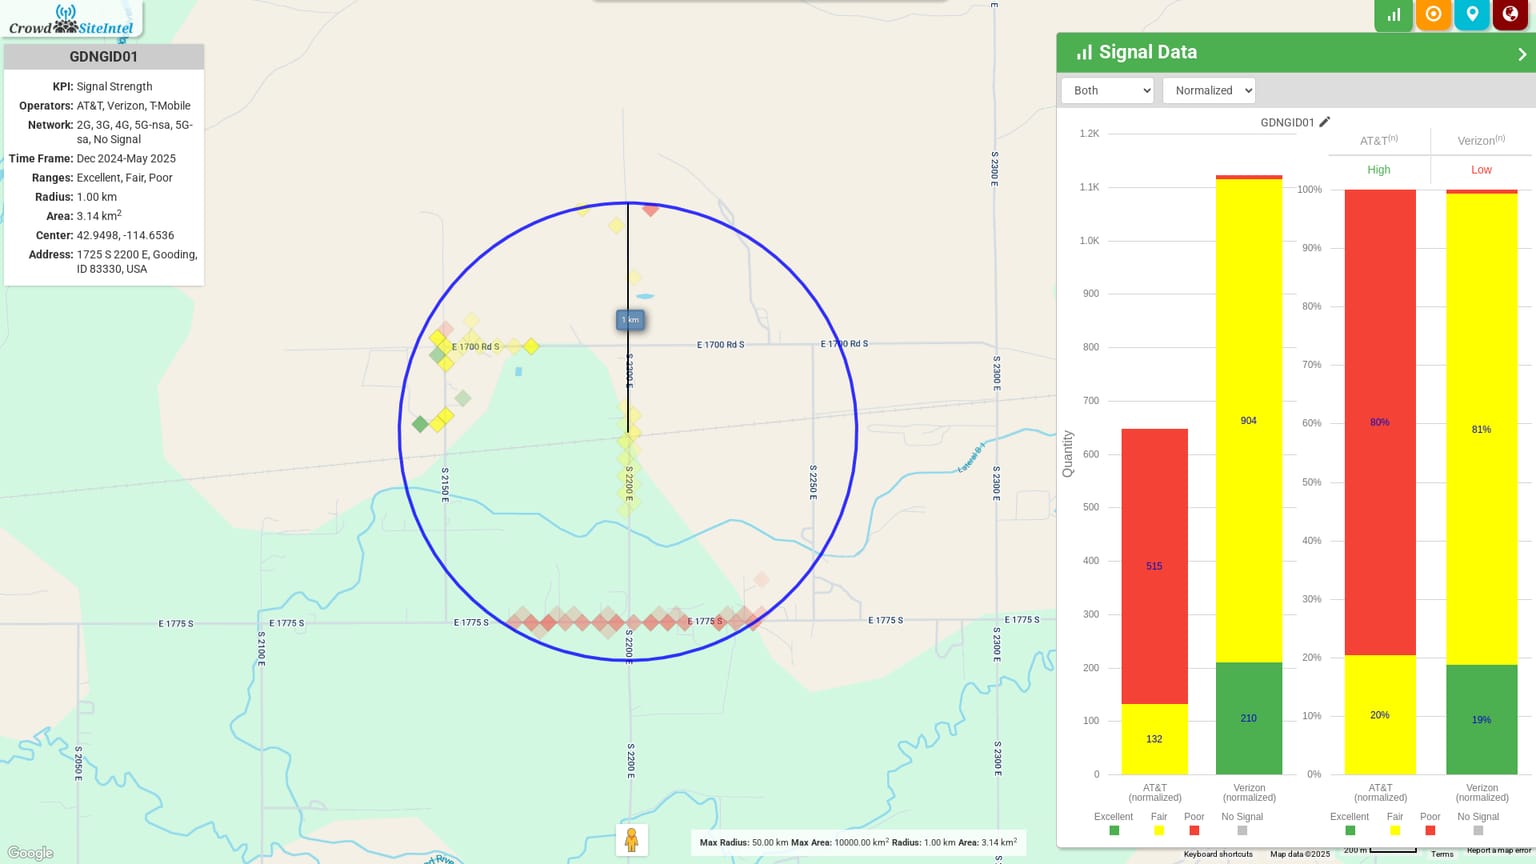 Crowd SiteIntel
GDNGID01
KPI: Signal Strength
Operators: AT&T, Verizon, T-Mobile
Network: 2G, 3G, 4G, 5G-nsa, 5G-
sa, No Signal
Time Frame: Dec 2024-May 2025
Ranges: Excellent, Fair, Poor
Radius: 1.00 km
Area: 3.14 km2
Center: 42.9498, -114.6536
Address: 1725 S 2200 E, Gooding,
ID 83330, USA
S 2300 E
1 km
E 1700 Rd S
E 1700 Rd S
E 1700 Rd S
S 2200 E
S 2300 E
Lateral B-1
S 2150 E
S 2200 E
S 2250 E
S 2300 E
E 1775 S
E 1775 S
E 1775 S
E 1775 S
E 1775 S
E 1775 S
S 2100 E
S 2200 E
S 2300 E
S 2050 E
S 2200 E
S 2300 E
Google
Max Radius: 50.00 km Max Area: 10000.00 km2 Radius: 1.00 km Area: 3.14 km2
Signal Data
Both
Normalized
GDNGID01
1.2K
1.1K
1.0K
900
800
700
600
500
400
300
200
100
0
Quantity
515
132
904
210
AT&T
(normalized)
Verizon
(normalized)
Excellent
Fair
Poor
No Signal
AT&T(n)
Verizon(n)
High
Low
100%
90%
80%
70%
60%
50%
40%
30%
20%
10%
0%
80%
20%
81%
19%
AT&T
(normalized)
Verizon
(normalized)
Excellent
Fair
Poor
No Signal
Keyboard shortcuts
Map data ©2025
200 m
Terms
Report a map error